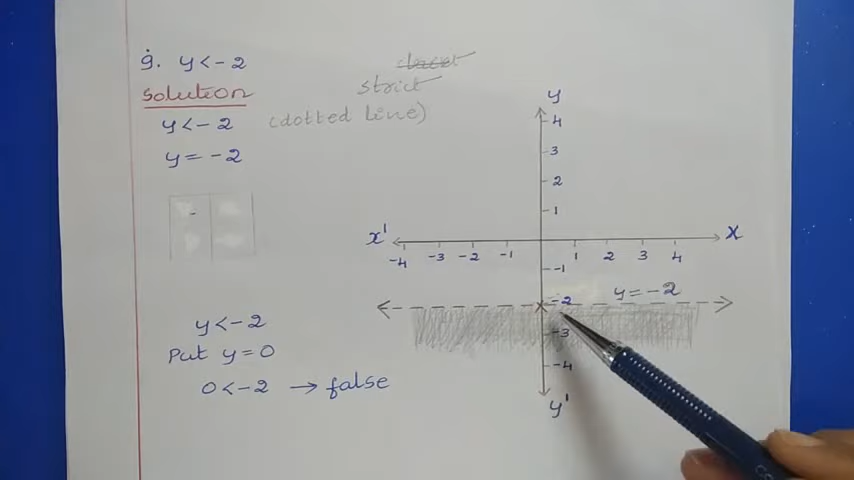 9. y < -2
Solution
strict
y < -2 (dotted line)
y = -2
y < -2
Put y = 0
0 < -2 → false
y
4
3
2
1
x' -4 -3 -2 -1 1 2 3 4 x
-1
-2 y = -2
-3
-4
y'